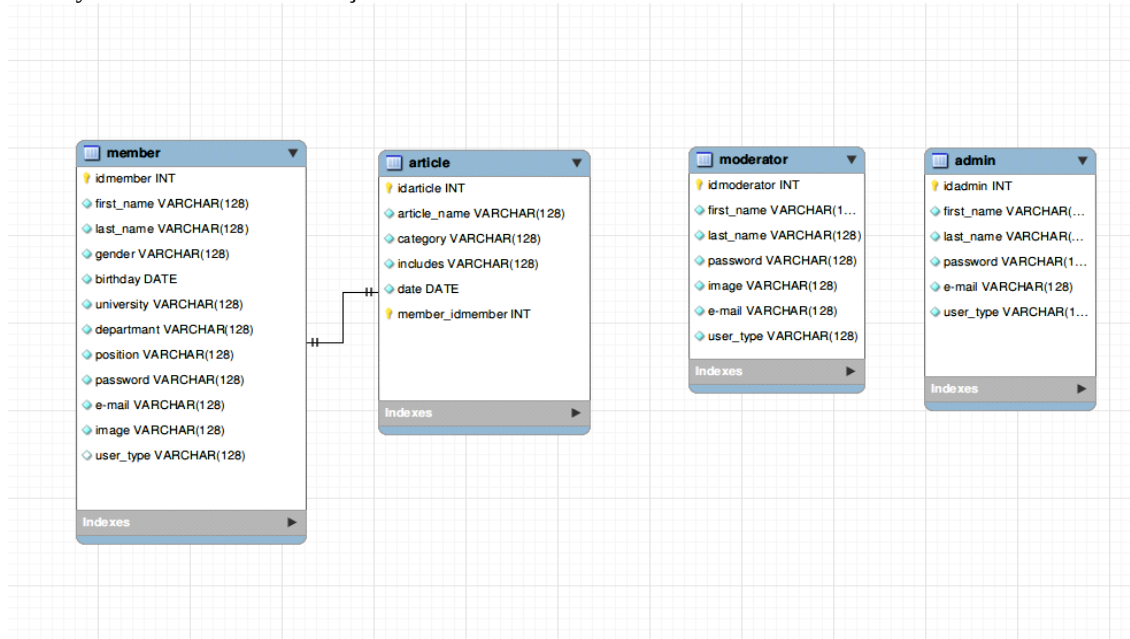 member
idmember INT
first_name VARCHAR(128)
last_name VARCHAR(128)
gender VARCHAR(128)
birthday DATE
university VARCHAR(128)
departmant VARCHAR(128)
position VARCHAR(128)
password VARCHAR(128)
e-mail VARCHAR(128)
image VARCHAR(128)
user_type VARCHAR(128)
Indexes
article
idarticle INT
article_name VARCHAR(128)
category VARCHAR(128)
includes VARCHAR(128)
date DATE
member_idmember INT
Indexes
moderator
idmoderator INT
first_name VARCHAR(1...
last_name VARCHAR(128)
password VARCHAR(128)
image VARCHAR(128)
e-mail VARCHAR(128)
user_type VARCHAR(128)
Indexes
admin
idadmin INT
first_name VARCHAR(...
last_name VARCHAR(...
password VARCHAR(1...
e-mail VARCHAR(128)
user_type VARCHAR(1...
Indexes